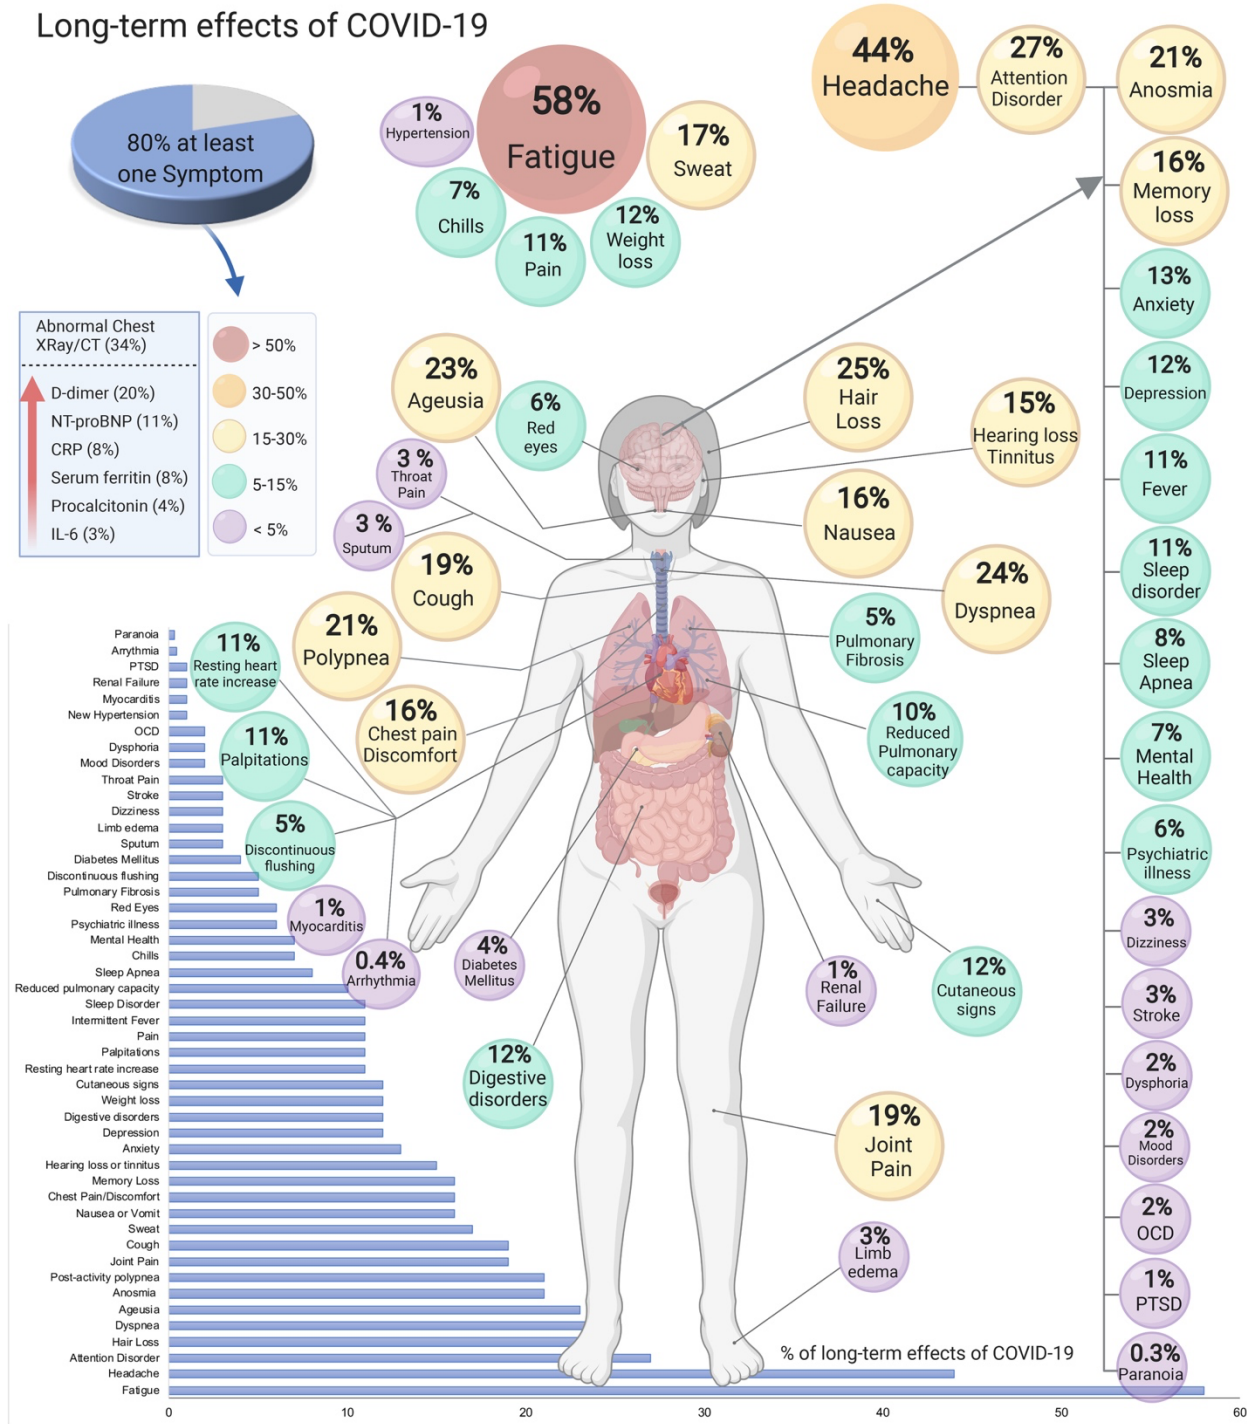 Long-term effects of COVID-19
80% at least
one Symptom
Abnormal Chest
XRay/CT (34%)
D-dimer (20%)
NT-proBNP (11%)
CRP (8%)
Serum ferritin (8%)
Procalcitonin (4%)
IL-6 (3%)
> 50%
30-50%
15-30%
5-15%
< 5%
1%
Hypertension
58%
Fatigue
17%
Sweat
7%
Chills
11%
Pain
12%
Weight
loss
44%
Headache
27%
Attention
Disorder
21%
Anosmia
16%
Memory
loss
13%
Anxiety
12%
Depression
11%
Fever
11%
Sleep
disorder
8%
Sleep
Apnea
7%
Mental
Health
6%
Psychiatric
illness
3%
Dizziness
3%
Stroke
2%
Dysphoria
2%
Mood
Disorders
2%
OCD
1%
PTSD
0.3%
Paranoia
23%
Ageusia
6%
Red
eyes
3 %
Throat
Pain
3 %
Sputum
19%
Cough
21%
Polypnea
16%
Chest pain
Discomfort
25%
Hair
Loss
15%
Hearing loss
Tinnitus
16%
Nausea
24%
Dyspnea
5%
Pulmonary
Fibrosis
10%
Reduced
Pulmonary
capacity
11%
Resting heart
rate increase
11%
Palpitations
5%
Discontinuous
flushing
1%
Myocarditis
0.4%
Arrhythmia
4%
Diabetes
Mellitus
12%
Digestive
disorders
1%
Renal
Failure
12%
Cutaneous
signs
19%
Joint
Pain
3%
Limb
edema
Paranoia
Arrythmia
PTSD
Renal Failure
Myocarditis
New Hypertension
OCD
Dysphoria
Mood Disorders
Throat Pain
Stroke
Dizziness
Limb edema
Sputum
Diabetes Mellitus
Discontinuous flushing
Pulmonary Fibrosis
Red Eyes
Psychiatric illness
Mental Health
Chills
Sleep Apnea
Reduced pulmonary capacity
Sleep Disorder
Intermittent Fever
Pain
Palpitations
Resting heart rate increase
Cutaneous signs
Weight loss
Digestive disorders
Depression
Anxiety
Hearing loss or tinnitus
Memory Loss
Chest Pain/Discomfort
Nausea or Vomit
Sweat
Cough
Joint Pain
Post-activity polypnea
Anosmia
Ageusia
Dyspnea
Hair Loss
Attention Disorder
Headache
Fatigue
% of long-term effects of COVID-19
0 10 20 30 40 50 60